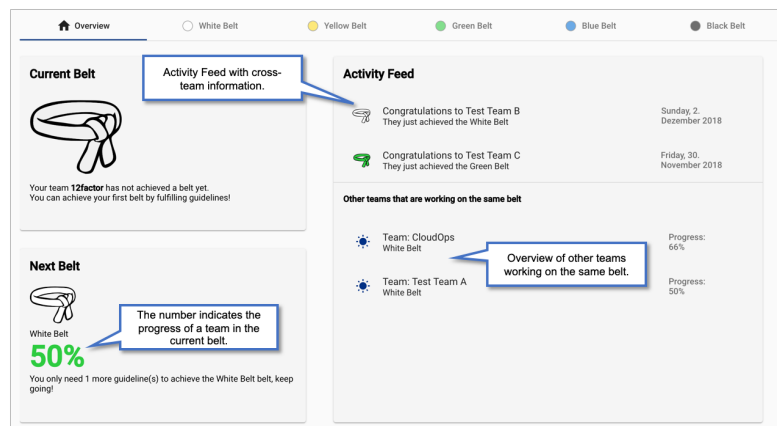 Overview
White Belt
Yellow Belt
Green Belt
Blue Belt
Black Belt
Current Belt
Your team 12factor has not achieved a belt yet.
You can achieve your first belt by fulfilling guidelines!
Activity Feed with cross-
team information.
Activity Feed
Congratulations to Test Team B
They just achieved the White Belt
Sunday, 2.
Dezember 2018
Congratulations to Test Team C
They just achieved the Green Belt
Friday, 30.
November 2018
Other teams that are working on the same belt
Team: CloudOps
White Belt
Progress:
66%
Overview of other teams
working on the same belt.
Team: Test Team A
White Belt
Progress:
50%
Next Belt
White Belt
50%
You only need 1 more guideline(s) to achieve the White Belt belt, keep
going!
The number indicates the
progress of a team in the
current belt.